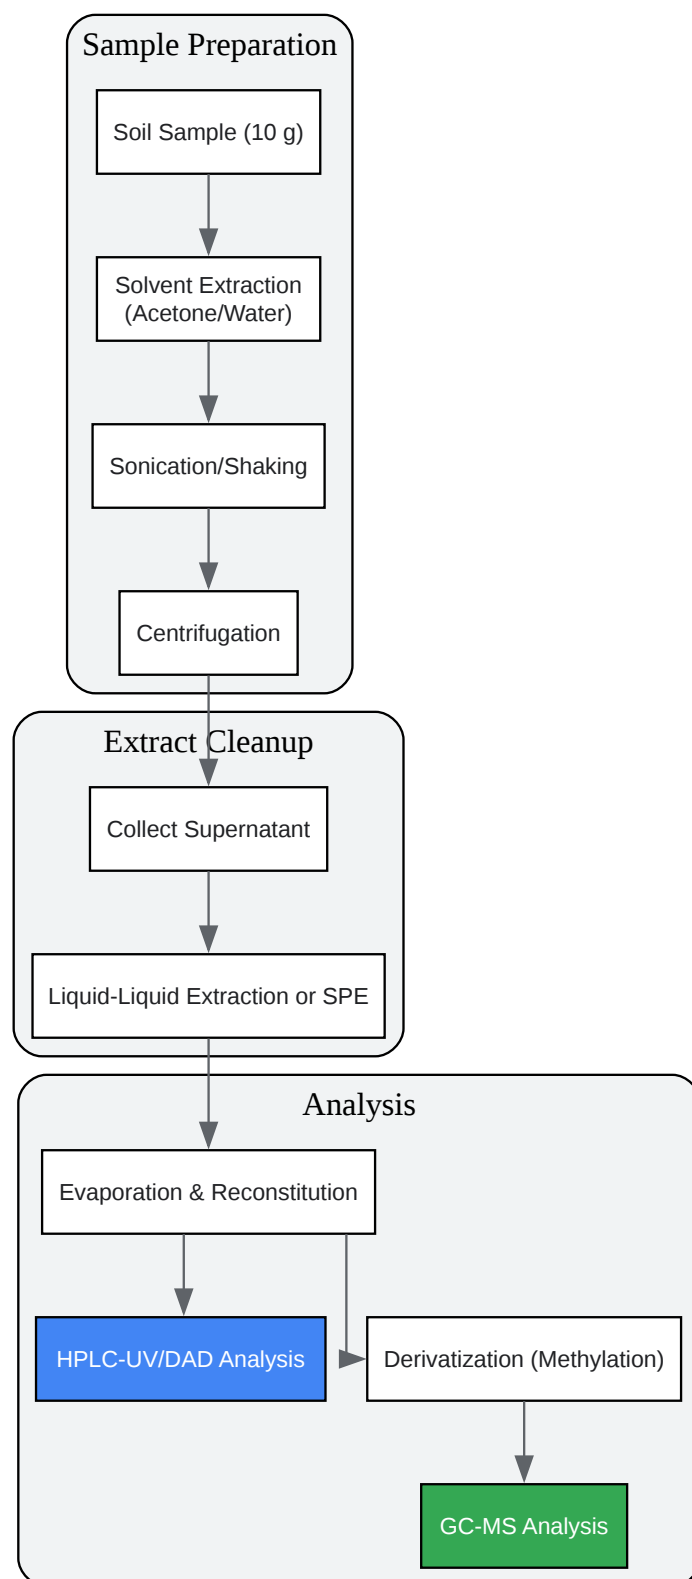 Sample Preparation
Soil Sample (10 g)
Solvent Extraction
(Acetone/Water)
Sonication/Shaking
Centrifugation
Extract Cleanup
Collect Supernatant
Liquid-Liquid Extraction or SPE
Analysis
Evaporation & Reconstitution
HPLC-UV/DAD Analysis
Derivatization (Methylation)
GC-MS Analysis